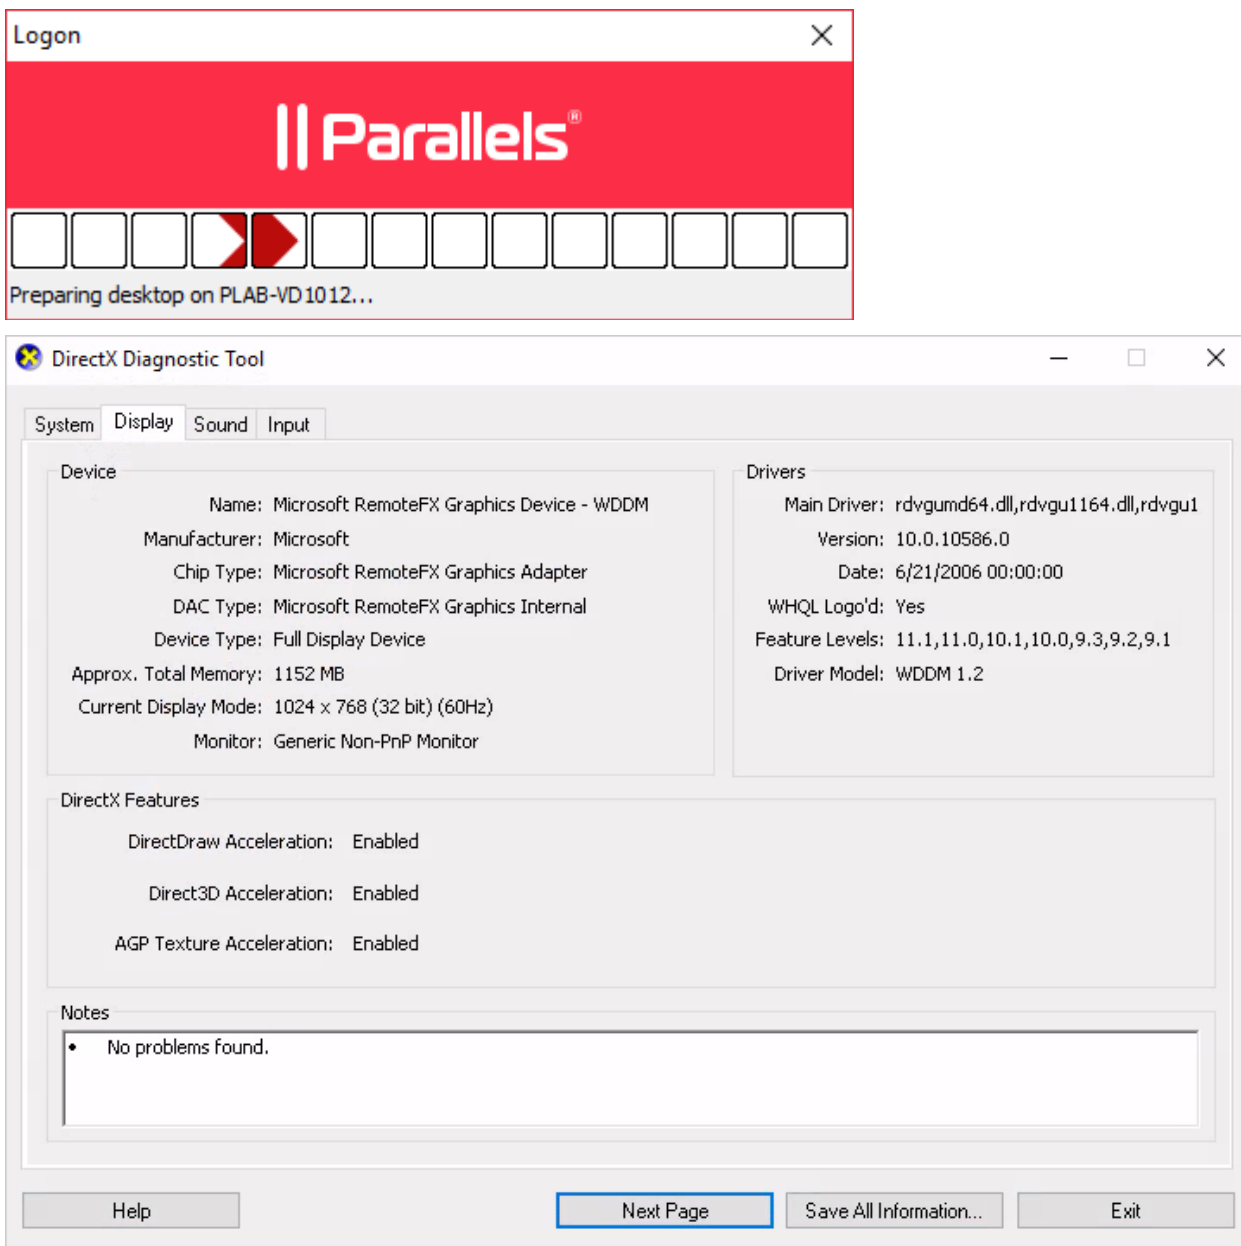 Logon
Parallels®
Preparing desktop on PLAB-VD1012...
DirectX Diagnostic Tool
System Display Sound Input
Device
Name: Microsoft RemoteFX Graphics Device - WDDM
Manufacturer: Microsoft
Chip Type: Microsoft RemoteFX Graphics Adapter
DAC Type: Microsoft RemoteFX Graphics Internal
Device Type: Full Display Device
Approx. Total Memory: 1152 MB
Current Display Mode: 1024 x 768 (32 bit) (60Hz)
Monitor: Generic Non-PnP Monitor
Drivers
Main Driver: rdvgumd64.dll,rdvgu1164.dll,rdvgu1
Version: 10.0.10586.0
Date: 6/21/2006 00:00:00
WHQL Logo'd: Yes
Feature Levels: 11.1,11.0,10.1,10.0,9.3,9.2,9.1
Driver Model: WDDM 1.2
DirectX Features
DirectDraw Acceleration: Enabled
Direct3D Acceleration: Enabled
AGP Texture Acceleration: Enabled
Notes
• No problems found.
Help Next Page Save All Information... Exit